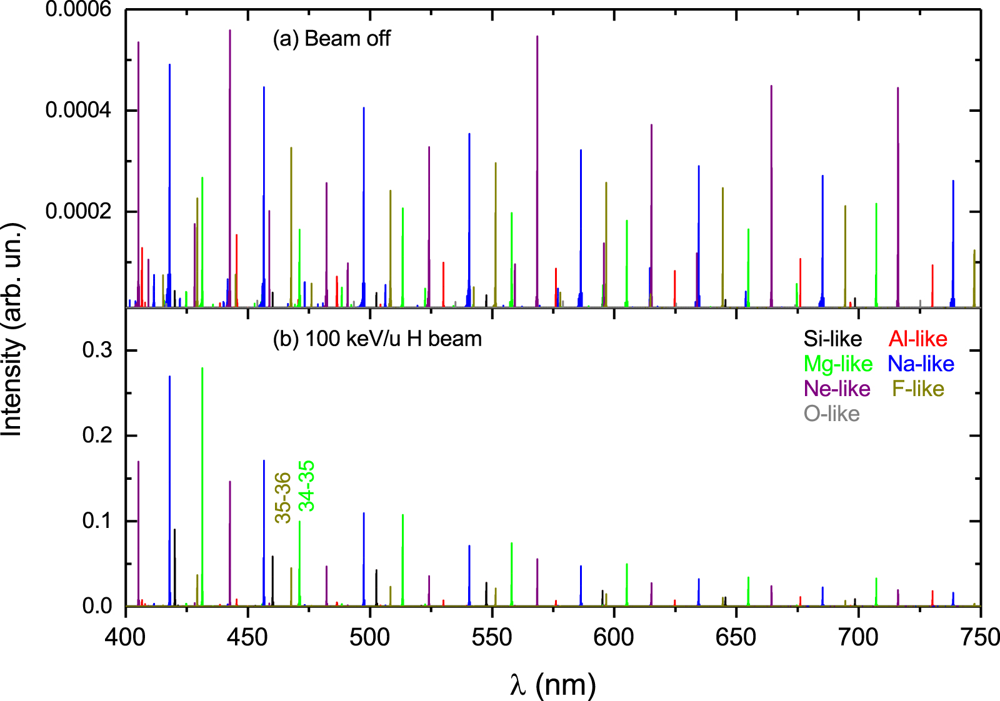 0.0006
(a) Beam off
0.0004
0.0002
Intensity (arb. un.)
(b) 100 keV/u H beam
Si-like Al-like
Mg-like Na-like
Ne-like F-like
O-like
0.3
0.2
35-36
34-35
0.1
0.0
400 450 500 550 600 650 700 750
λ (nm)